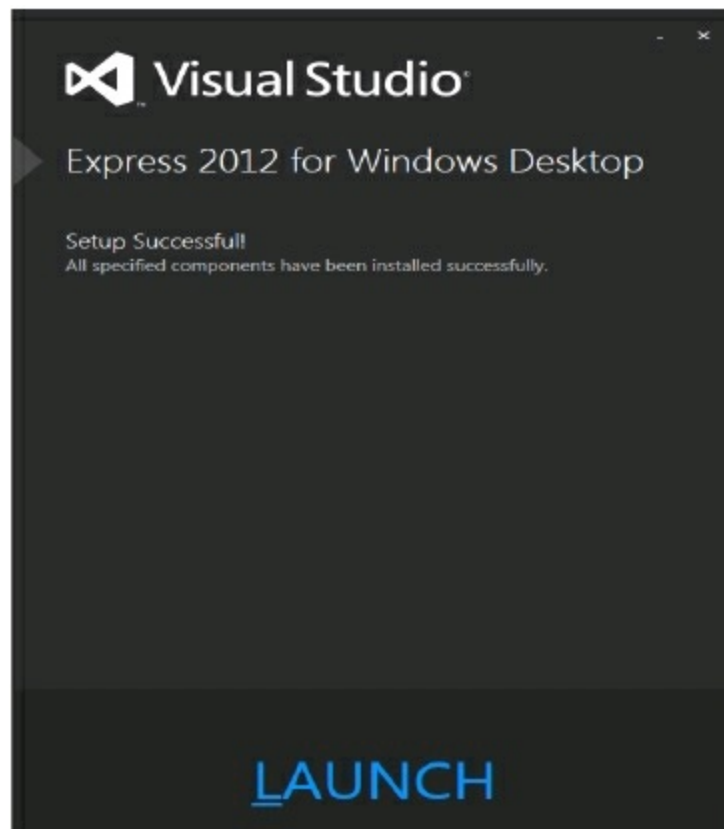 Visual Studio
Express 2012 for Windows Desktop
Setup Successful!
All specified components have been installed successfully.
LAUNCH